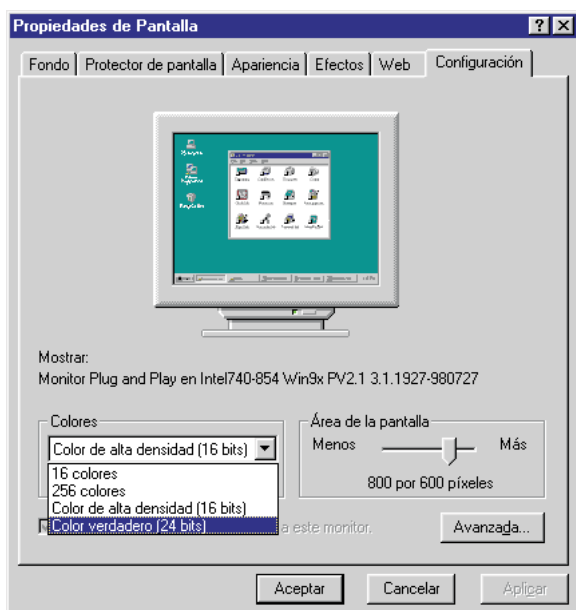 Propiedades de Pantalla
Fondo Protector de pantalla Apariencia Efectos Web Configuración
Mostrar:
Monitor Plug and Play en Intel740-854 Win9x PV2.1 3.1.1927-980727
Colores
Color de alta densidad (16 bits)
16 colores
256 colores
Color de alta densidad (16 bits)
Color verdadero (24 bits)
Área de la pantalla
Menos Más
800 por 600 píxeles
a este monitor.
Avanzada...
Aceptar Cancelar Aplicar